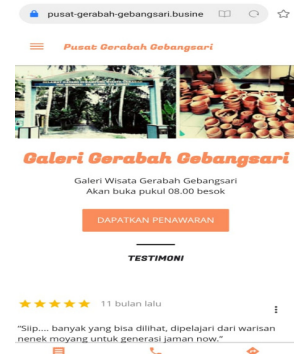 pusat-gerabah-gebangsari.busine
Pusat Gerabah Gebangsari
Galeri Gerabah Gebangsari
Galeri Wisata Gerabah Gebangsari
Akan buka pukul 08.00 besok
DAPATKAN PENAWARAN
TESTIMONI
11 bulan lalu
"Siip.... banyak yang bisa dilihat, dipelajari dari warisan
nenek moyang untuk generasi jaman now."